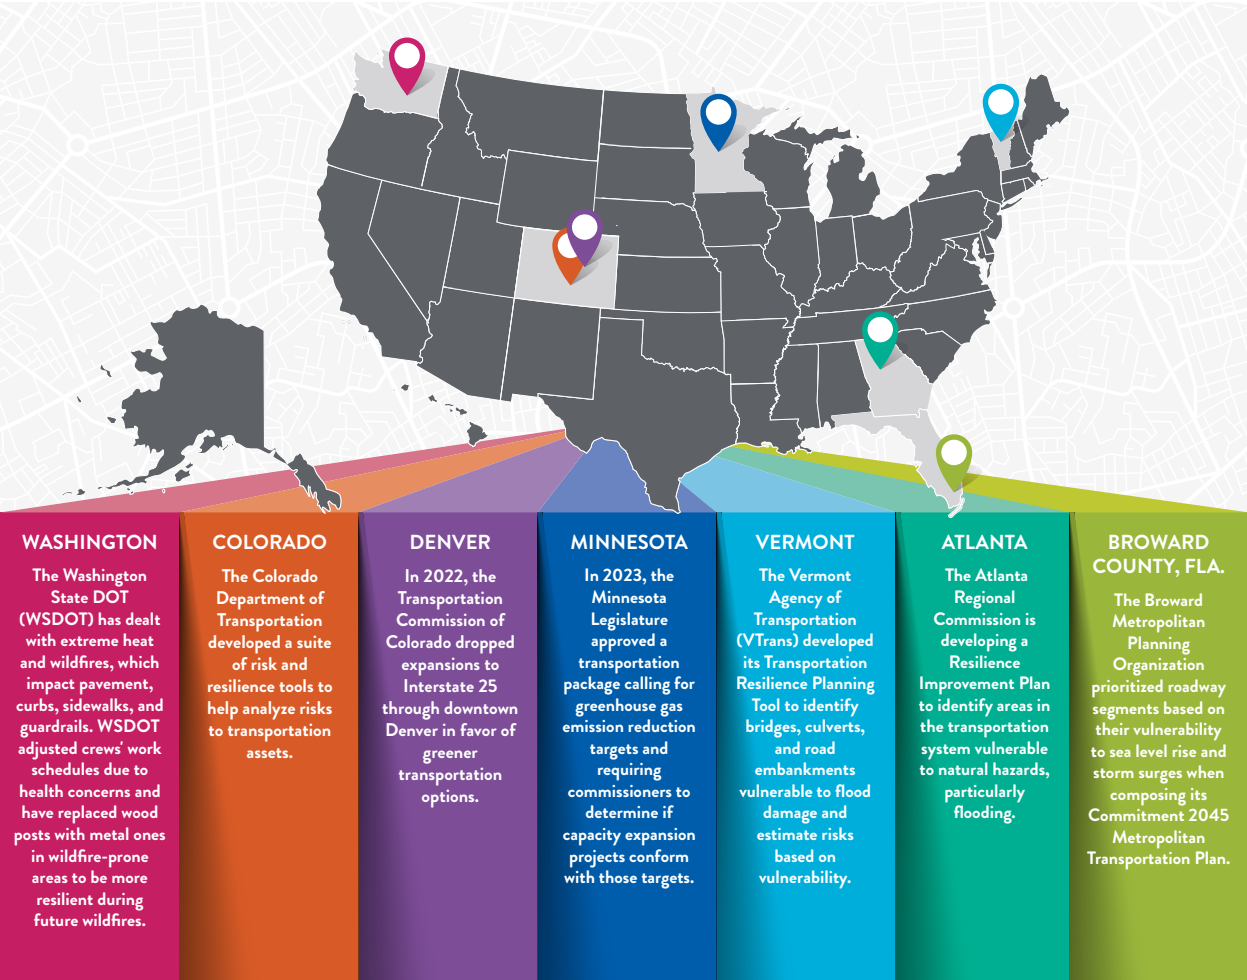 WASHINGTON
The Washington
State DOT
(WSDOT) has dealt
with extreme heat
and wildfires, which
impact pavement,
curbs, sidewalks, and
guardrails. WSDOT
adjusted crews' work
schedules due to
health concerns and
have replaced wood
posts with metal ones
in wildfire-prone
areas to be more
resilient during
future wildfires.
COLORADO
The Colorado
Department of
Transportation
developed a suite
of risk and
resilience tools to
help analyze risks
to transportation
assets.
DENVER
In 2022, the
Transportation
Commission of
Colorado dropped
expansions to
Interstate 25
through downtown
Denver in favor of
greener
transportation
options.
MINNESOTA
In 2023, the
Minnesota
Legislature
approved a
transportation
package calling for
greenhouse gas
emission reduction
targets and
requiring
commissioners to
determine if
capacity expansion
projects conform
with those targets.
VERMONT
The Vermont
Agency of
Transportation
(VTrans) developed
its Transportation
Resilience Planning
Tool to identify
bridges, culverts,
and road
embankments
vulnerable to flood
damage and
estimate risks
based on
vulnerability.
ATLANTA
The Atlanta
Regional
Commission is
developing a
Resilience
Improvement Plan
to identify areas in
the transportation
system vulnerable
to natural hazards,
particularly
flooding.
BROWARD
COUNTY, FLA.
The Broward
Metropolitan
Planning
Organization
prioritized roadway
segments based on
their vulnerability
to sea level rise and
storm surges when
composing its
Commitment 2045
Metropolitan
Transportation Plan.